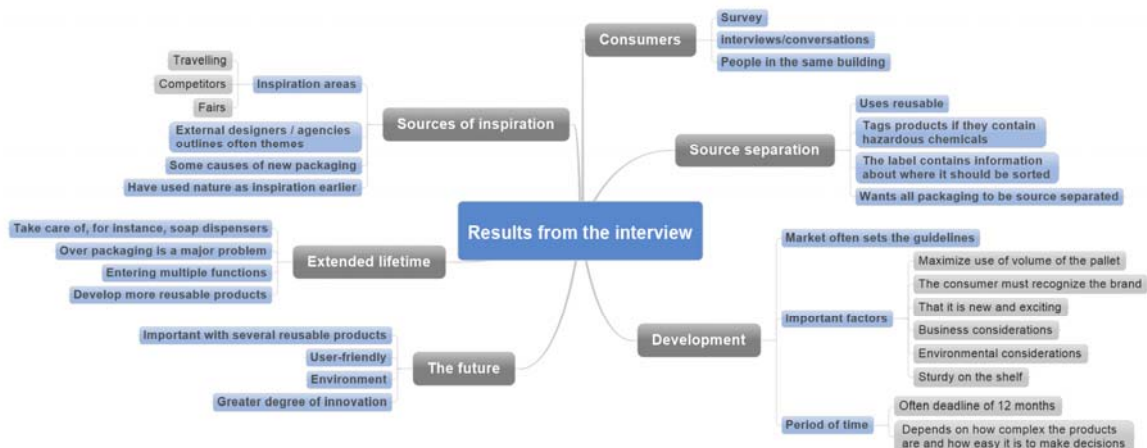 Results from the interview
Consumers
Survey
interviews/conversations
People in the same building
Source separation
Uses reusable
Tags products if they contain
hazardous chemicals
The label contains information
about where it should be sorted
Wants all packaging to be source separated
Development
Market often sets the guidelines
Important factors
Maximize use of volume of the pallet
The consumer must recognize the brand
That it is new and exciting
Business considerations
Environmental considerations
Sturdy on the shelf
Period of time
Often deadline of 12 months
Depends on how complex the products
are and how easy it is to make decisions
Sources of inspiration
Inspiration areas
Travelling
Competitors
Fairs
External designers / agencies
outlines often themes
Some causes of new packaging
Have used nature as inspiration earlier
Extended lifetime
Take care of, for instance, soap dispensers
Over packaging is a major problem
Entering multiple functions
Develop more reusable products
The future
Important with several reusable products
User-friendly
Environment
Greater degree of innovation